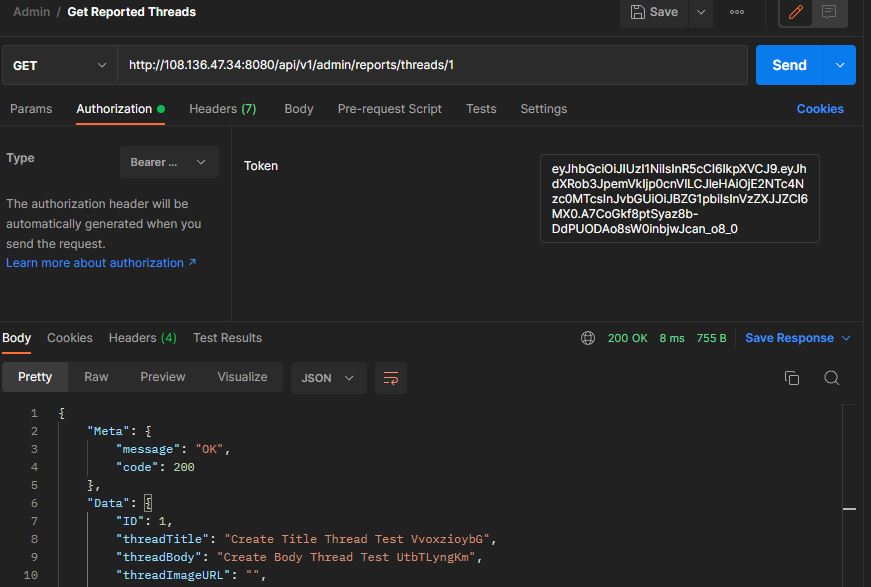 Admin / Get Reported Threads
Save
GET http://108.136.47.34:8080/api/v1/admin/reports/threads/1 Send
Params Authorization Headers (7) Body Pre-request Script Tests Settings Cookies
Type Bearer ...
The authorization header will be
automatically generated when you
send the request.
Learn more about authorization ↗
Token
eyJhbGciOiJIUzI1NiIsInR5cCI6IkpXVCJ9.eyJh
dXRob3JpemVkIjp0cnVlLCJleHAiOjE2NTc4N
zc0MTcsInJvbGUiOiJBZG1pbiIsInVzZXJJZCI6
MX0.A7CoGkf8ptSyaz8b-
DdPUODAo8sW0inbjwJcan_o8_0
Body Cookies Headers (4) Test Results 200 OK 8 ms 755 B Save Response
Pretty Raw Preview Visualize JSON
1 {
2 "Meta": {
3 "message": "OK",
4 "code": 200
5 },
6 "Data": {
7 "ID": 1,
8 "threadTitle": "Create Title Thread Test VvoxzioybG",
9 "threadBody": "Create Body Thread Test UtbTLyngKm",
10 "threadImageURL": "",